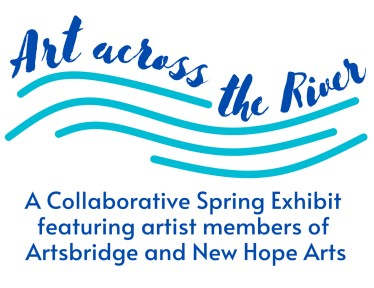 Art across
the River
A Collaborative Spring Exhibit
featuring artist members of
Artsbridge and New Hope Arts